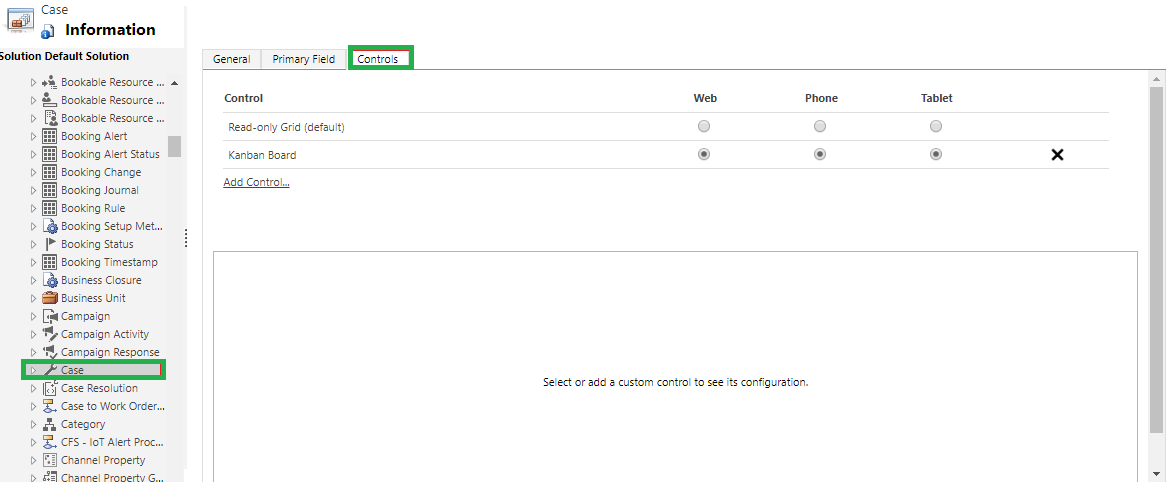 Case
Information
Solution Default Solution
Bookable Resource ...
Bookable Resource ...
Bookable Resource ...
Booking Alert
Booking Alert Status
Booking Change
Booking Journal
Booking Rule
Booking Setup Met...
Booking Status
Booking Timestamp
Business Closure
Business Unit
Campaign
Campaign Activity
Campaign Response
Case
Case Resolution
Case to Work Order...
Category
CFS - IoT Alert Proc...
Channel Property
Channel Property G...
General Primary Field Controls
Control Web Phone Tablet
Read-only Grid (default)
Kanban Board
Add Control...
Select or add a custom control to see its configuration.